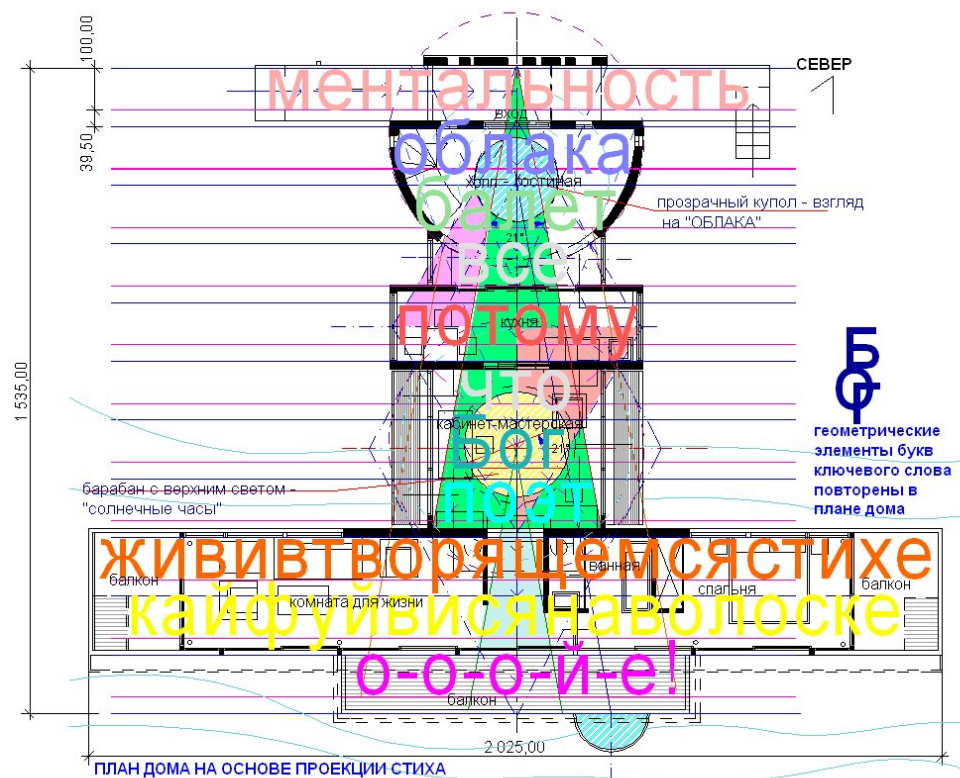 100,00
СЕВЕР
ментальность
вход
39,50
облака
холл - гостиная
балет
прозрачный купол - взгляд
на "ОБЛАКА"
21°
все
потому
кухня
1 535,00
что
Бог
геометрические
элементы букв
ключевого слова
повторены в
плане дома
кабинет-мастерская
Бог
21°
поэт
барабан с верхним светом -
"солнечные часы"
жививтворящемсястихе
ванная
балкон
спальня
балкон
комната для жизни
кайфуйвисянаволоске
о-о-о-й-е!
балкон
2 025,00
ПЛАН ДОМА НА ОСНОВЕ ПРОЕКЦИИ СТИХА